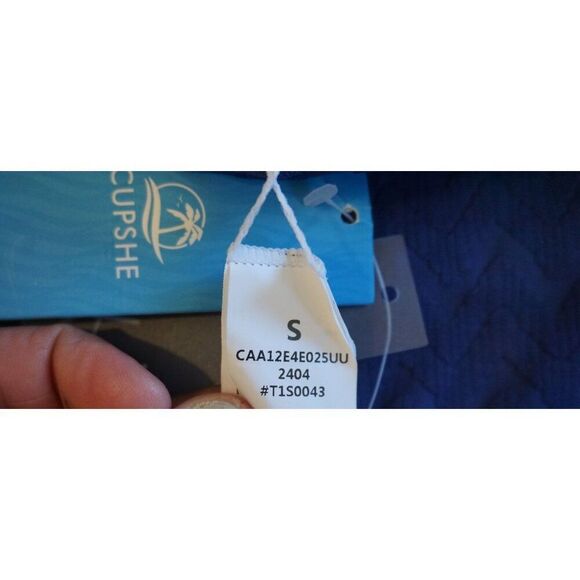 CUPSHE
S
CAA12E4E025UU
2404
#T1S0043